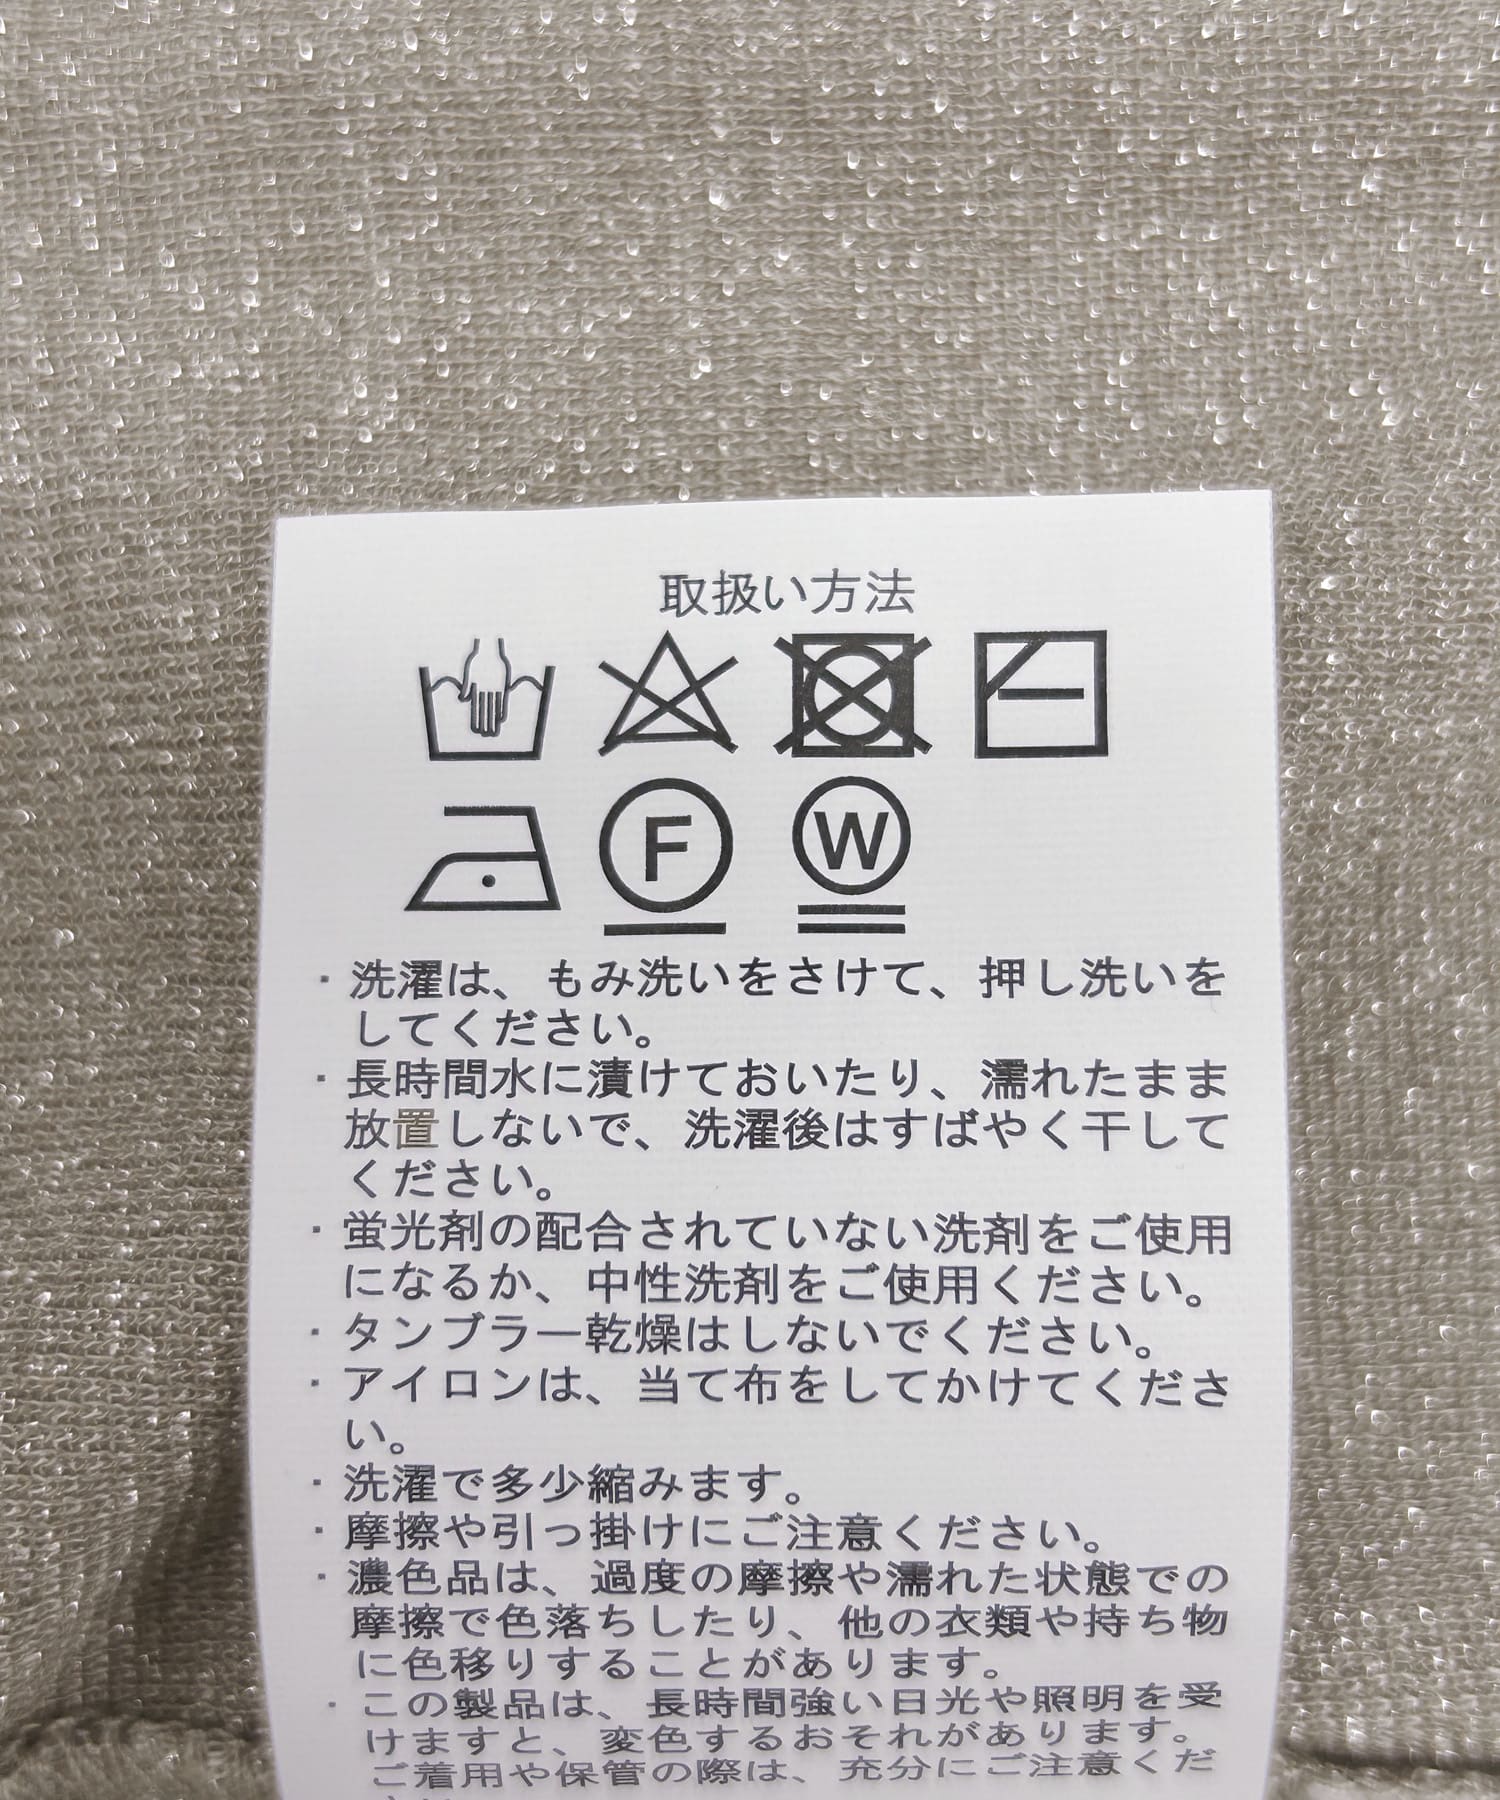 取扱い方法
F W
・洗濯は、もみ洗いをさけて、押し洗いを
してください。
・長時間水に漬けておいたり、濡れたまま
放置しないで、洗濯後はすばやく干して
ください。
・蛍光剤の配合されていない洗剤をご使用
になるか、中性洗剤をご使用ください。
・タンブラー乾燥はしないでください。
・アイロンは、当て布をしてかけてくださ
い。
・洗濯で多少縮みます。
・摩擦や引っ掛けにご注意ください。
・濃色品は、過度の摩擦や濡れた状態での
摩擦で色落ちしたり、他の衣類や持ち物
に色移りすることがあります。
・この製品は、長時間強い日光や照明を受
けますと、変色するおそれがあります。
ご着用や保管の際は、充分にご注意くだ